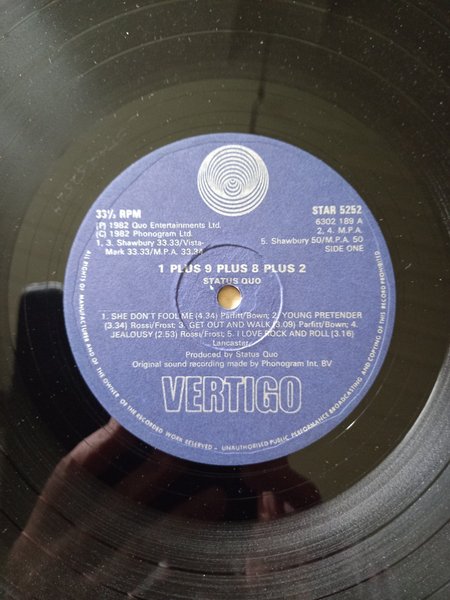 33⅓ RPM
STAR 5252
(P) 1982 Quo Entertainments Ltd.
6302 189 A
(C) 1982 Phonogram Ltd.
2, 4. M.P.A.
1, 3. Shawbury 33.33/Vista-
5. Shawbury 50/M.P.A. 50
Mark 33.33/M.P.A. 33.34
SIDE ONE
1 PLUS 9 PLUS 8 PLUS 2
STATUS QUO
1. SHE DON'T FOOL ME (4.34) Parfitt/Bown; 2. YOUNG PRETENDER
(3.34) Rossi/Frost; 3. GET OUT AND WALK (3.09) Parfitt/Bown; 4.
JEALOUSY (2.53) Rossi/Frost; 5. I LOVE ROCK AND ROLL (3.16)
Lancaster.
Produced by Status Quo
Original sound recording made by Phonogram Int. BV
VERTIGO
ALL RIGHTS OF THE MANUFACTURER AND OF THE OWNER OF THE RECORDED WORK RESERVED – UNAUTHORISED PUBLIC PERFORMANCE BROADCASTING AND COPYING OF THIS RECORD PROHIBITED